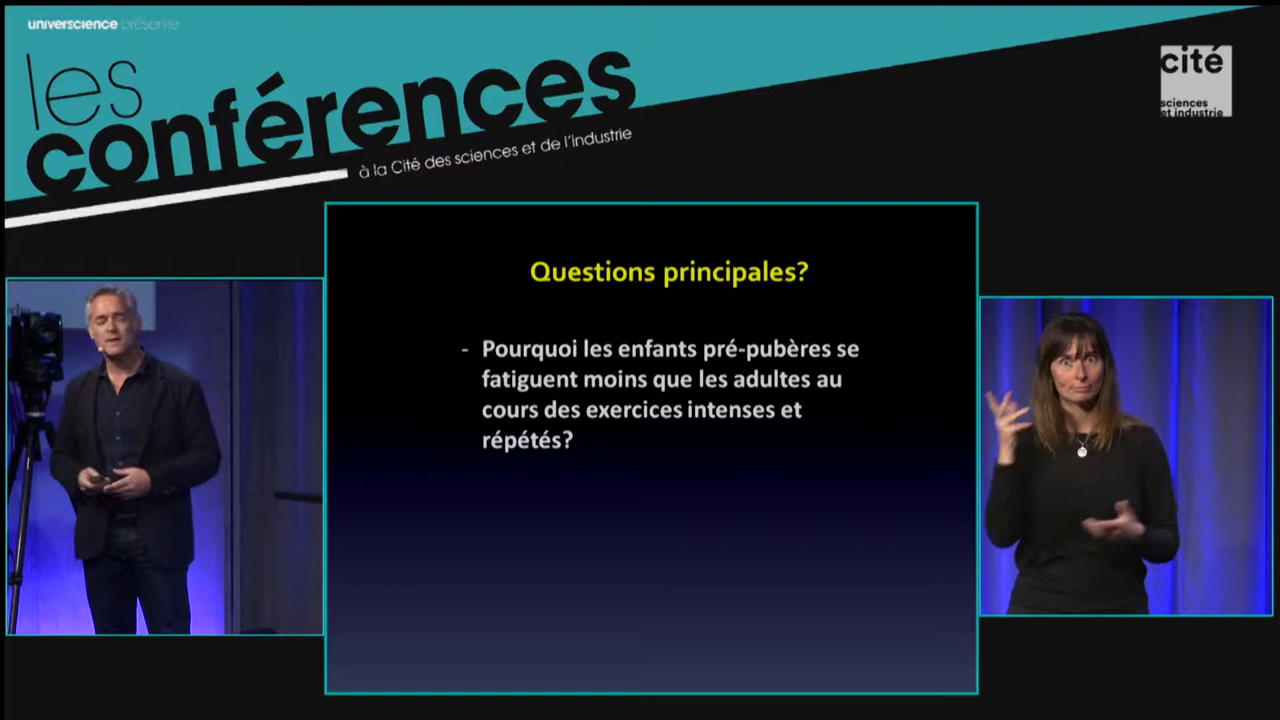 universcience présente
les
conférences
à la Cité des sciences et de l'industrie
cité
sciences
et industrie
Questions principales?
- Pourquoi les enfants pré-pubères se
fatiguent moins que les adultes au
cours des exercices intenses et
répétés?